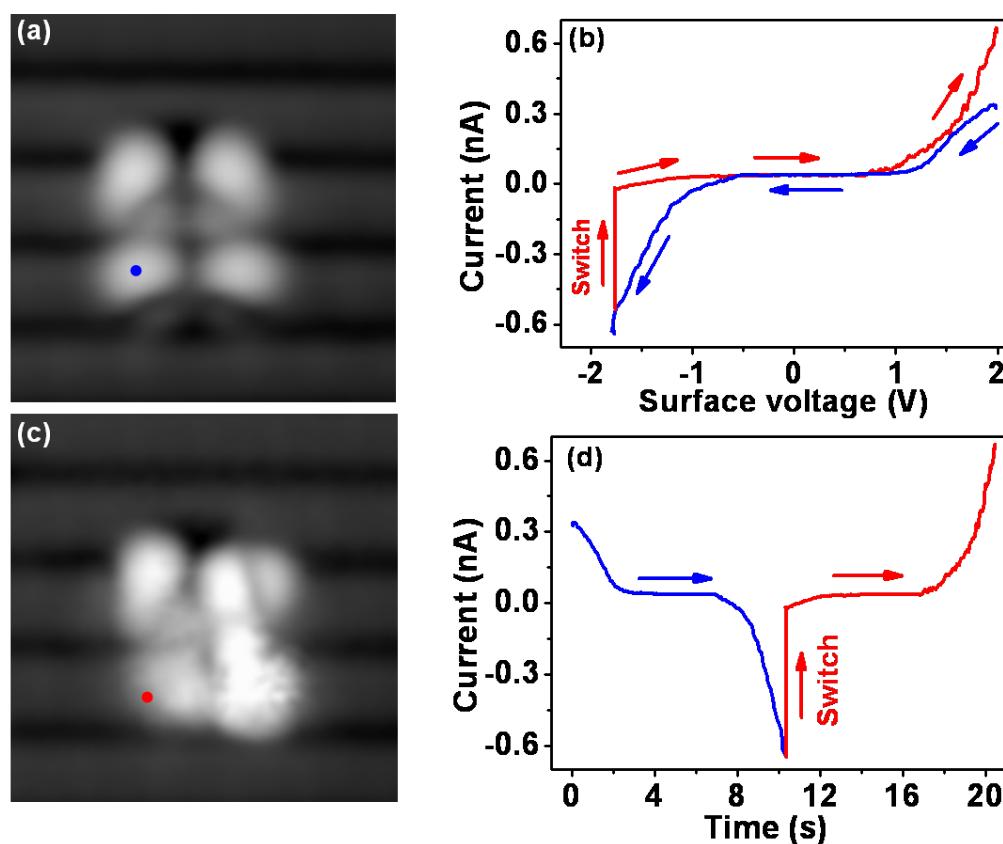 (a)
(b)
Current (nA)
0.6
0.3
0.0
-0.3
-0.6
Switch
-2
-1
0
1
2
Surface voltage (V)
(c)
(d)
Current (nA)
0.6
0.3
0.0
-0.3
-0.6
Switch
0
4
8
12
16
20
Time (s)